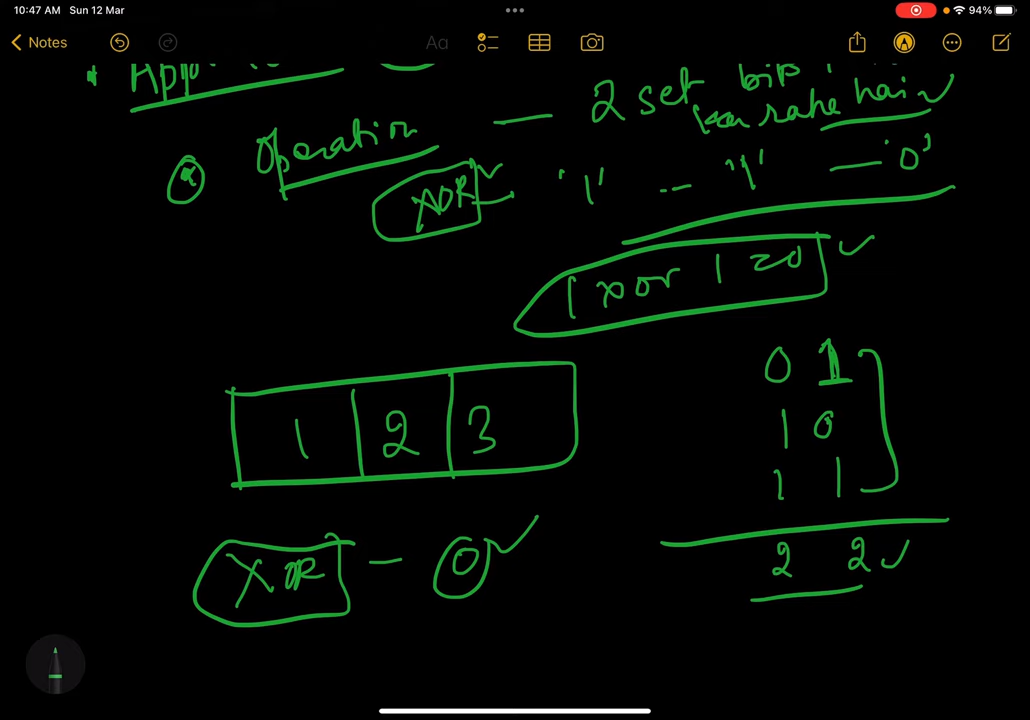 10:47 AM Sun 12 Mar
94%
Notes
Aa
Operation — 2 set bits
kar rahe hai
XOR '1' -- '1' — '0'
1 xor 1 = 0
1 2 3
0 1
1 0
1 1
2 2
XOR — 0